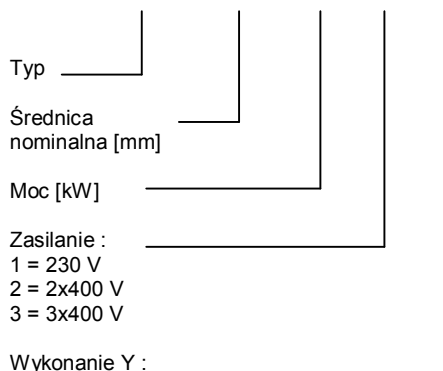 Typ
Średnica
nominalna [mm]
Moc [kW]
Zasilanie :
1 = 230 V
2 = 2x400 V
3 = 3x400 V
Wykonanie Y :